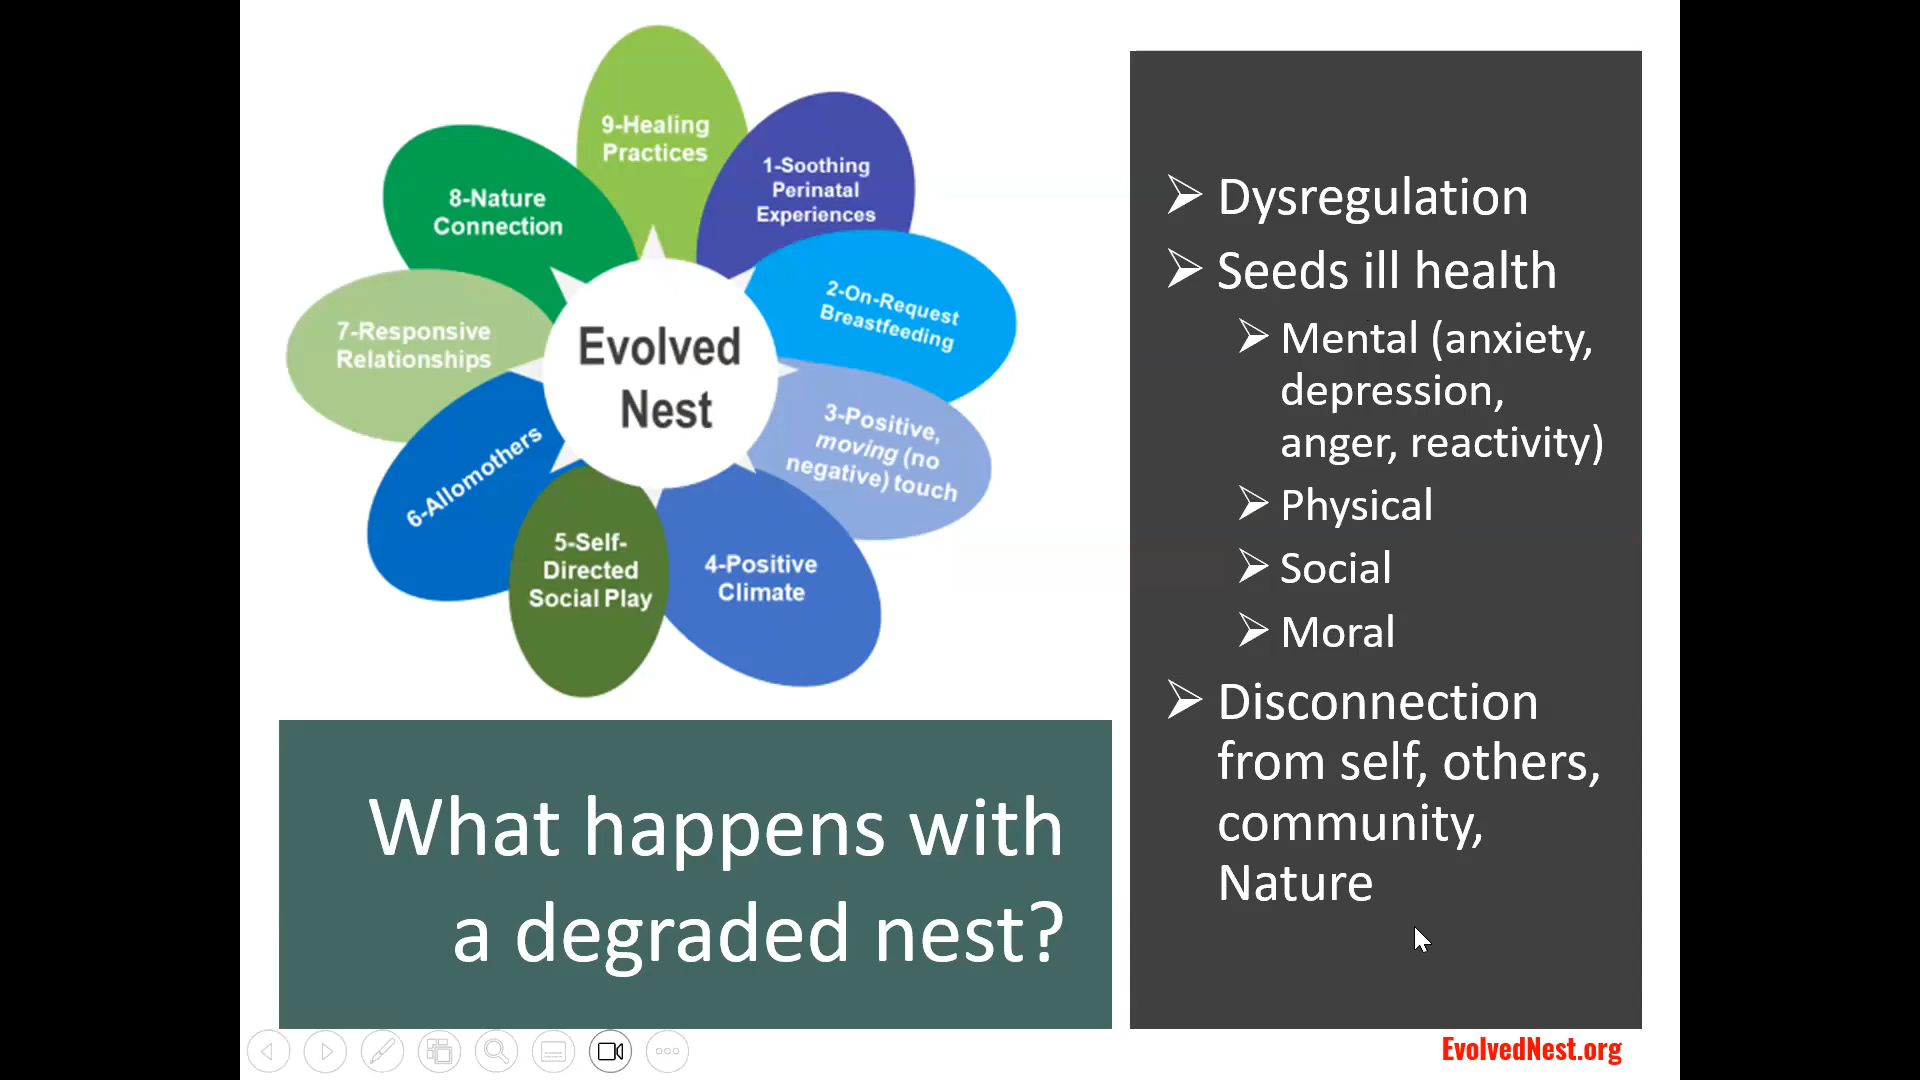 9-Healing
Practices
1-Soothing
Perinatal
Experiences
2-On-Request
Breastfeeding
3-Positive,
moving (no
negative) touch
4-Positive
Climate
5-Self-
Directed
Social Play
6-Allomothers
7-Responsive
Relationships
8-Nature
Connection
Evolved
Nest
What happens with
a degraded nest?
➢ Dysregulation
➢ Seeds ill health
➢ Mental (anxiety,
depression,
anger, reactivity)
➢ Physical
➢ Social
➢ Moral
➢ Disconnection
from self, others,
community,
Nature
EvolvedNest.org